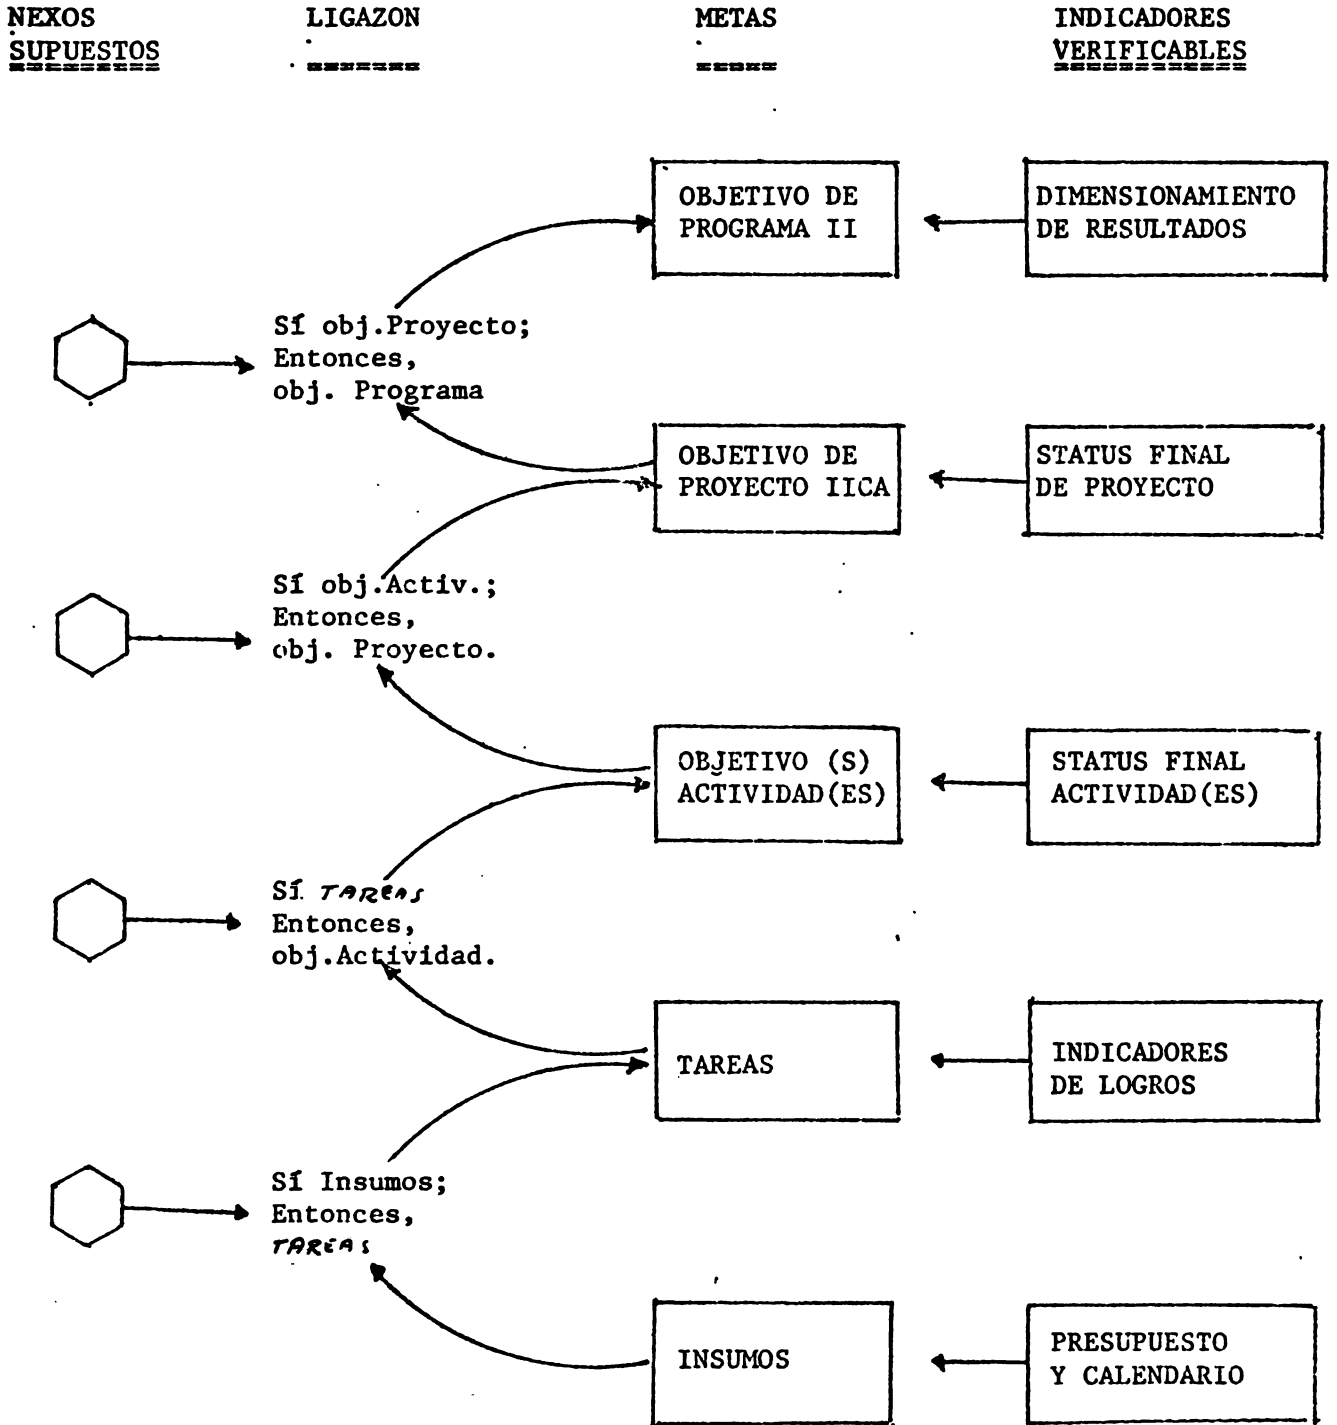 NEXOS
SUPUESTOS
LIGAZON
METAS
INDICADORES
VERIFICABLES
OBJETIVO DE
PROGRAMA II
DIMENSIONAMIENTO
DE RESULTADOS
Sí obj.Proyecto;
Entonces,
obj. Programa
OBJETIVO DE
PROYECTO IICA
STATUS FINAL
DE PROYECTO
Sí obj.Activ.;
Entonces,
obj. Proyecto.
OBJETIVO (S)
ACTIVIDAD(ES)
STATUS FINAL
ACTIVIDAD(ES)
Sí TAREAS
Entonces,
obj.Actividad.
TAREAS
INDICADORES
DE LOGROS
Sí Insumos;
Entonces,
TAREAS
INSUMOS
PRESUPUESTO
Y CALENDARIO